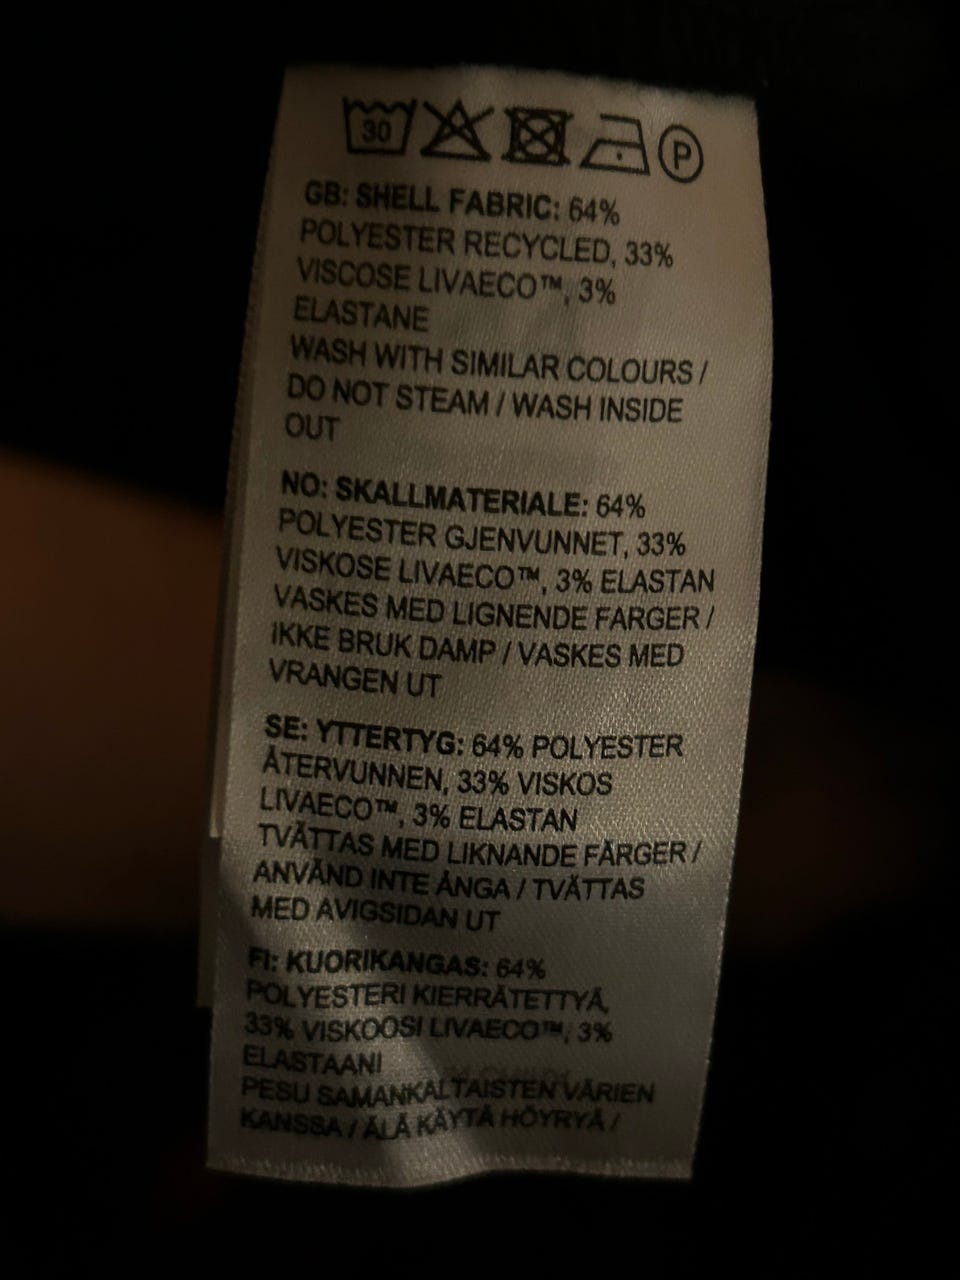 30 P
GB: SHELL FABRIC: 64%
POLYESTER RECYCLED, 33%
VISCOSE LIVAECO™, 3%
ELASTANE
WASH WITH SIMILAR COLOURS /
DO NOT STEAM / WASH INSIDE
OUT
NO: SKALLMATERIALE: 64%
POLYESTER GJENVUNNET, 33%
VISKOSE LIVAECO™, 3% ELASTAN
VASKES MED LIGNENDE FARGER /
IKKE BRUK DAMP / VASKES MED
VRANGEN UT
SE: YTTERTYG: 64% POLYESTER
ÅTERVUNNEN, 33% VISKOS
LIVAECO™, 3% ELASTAN
TVÄTTAS MED LIKNANDE FÄRGER /
ANVÄND INTE ÅNGA / TVÄTTAS
MED AVIGSIDAN UT
FI: KUORIKANGAS: 64%
POLYESTERI KIERRÄTETTYÄ,
33% VISKOOSI LIVAECO™, 3%
ELASTAANI
PESU SAMANKALTAISTEN VÄRIEN
KANSSA / ÄLÄ KÄYTÄ HÖYRYÄ /